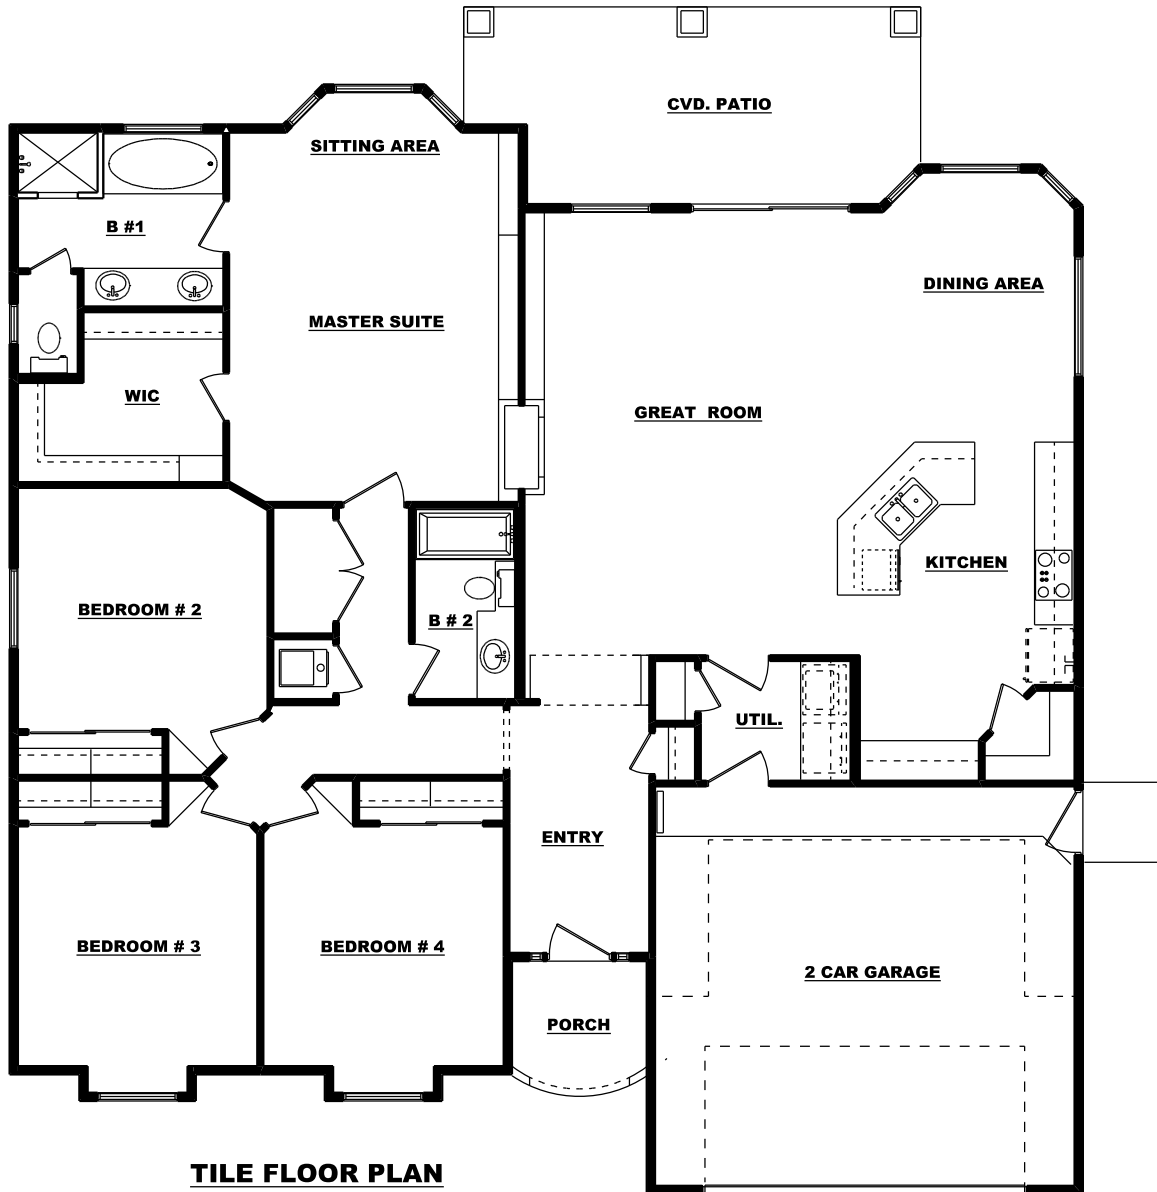 CVD. PATIO
SITTING AREA
B #1
DINING AREA
MASTER SUITE
WIC
GREAT ROOM
KITCHEN
BEDROOM # 2
B # 2
UTIL.
ENTRY
BEDROOM # 3
BEDROOM # 4
2 CAR GARAGE
PORCH
TILE FLOOR PLAN